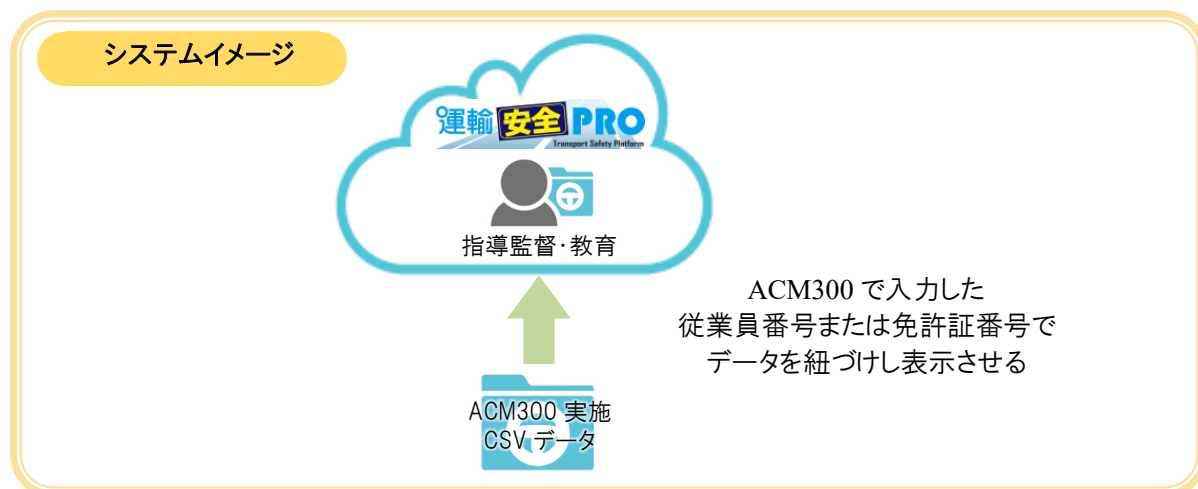 システムイメージ
運輸安全PRO
Transport Safety Platform
指導監督・教育
ACM300 で入力した
従業員番号または免許証番号で
データを紐づけし表示させる
ACM300 実施
CSV データ